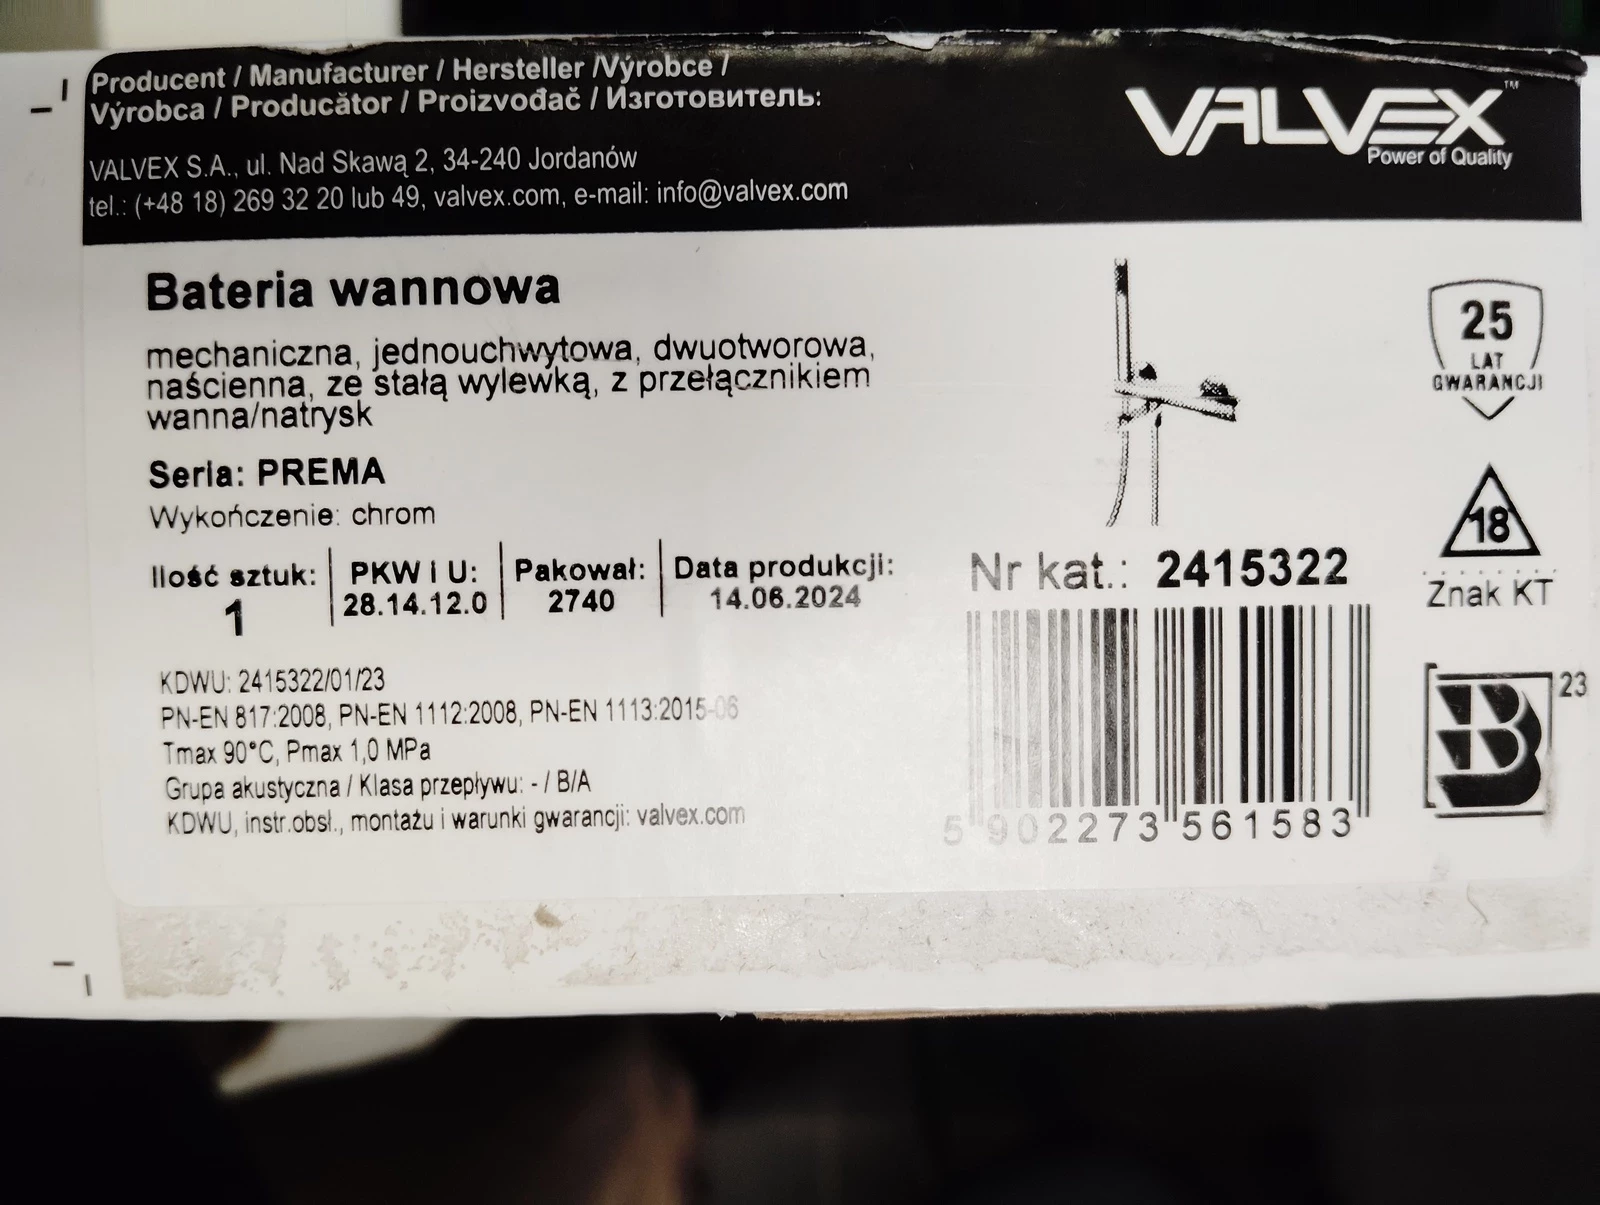 Producent / Manufacturer / Hersteller /Výrobce /
Výrobca / Producător / Proizvođač / Изготовитель:
VALVEX S.A., ul. Nad Skawą 2, 34-240 Jordanów
tel.: (+48 18) 269 32 20 lub 49, valvex.com, e-mail: info@valvex.com
VALVEX™
Power of Quality
Bateria wannowa
mechaniczna, jednouchwytowa, dwuotworowa,
naścienna, ze stałą wylewką, z przełącznikiem
wanna/natrysk
Seria: PREMA
Wykończenie: chrom
Ilość sztuk:
1
PKW i U:
28.14.12.0
Pakował:
2740
Data produkcji:
14.06.2024
KDWU: 2415322/01/23
PN-EN 817:2008, PN-EN 1112:2008, PN-EN 1113:2015-06
Tmax 90°C, Pmax 1,0 MPa
Grupa akustyczna / Klasa przepływu: - / B/A
KDWU, instr.obsł., montażu i warunki gwarancji: valvex.com
Nr kat.: 2415322
5 902273 561583
25
LAT
GWARANCJI
18
Znak KT
B 23